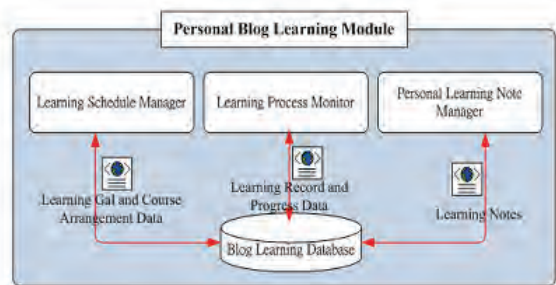 Personal Blog Learning Module
Learning Schedule Manager
Learning Process Monitor
Personal Learning Note
Manager
Learning Gal and Course
Arrangement Data
Learning Record and
Progress Data
Learning Notes
Blog Learning Database